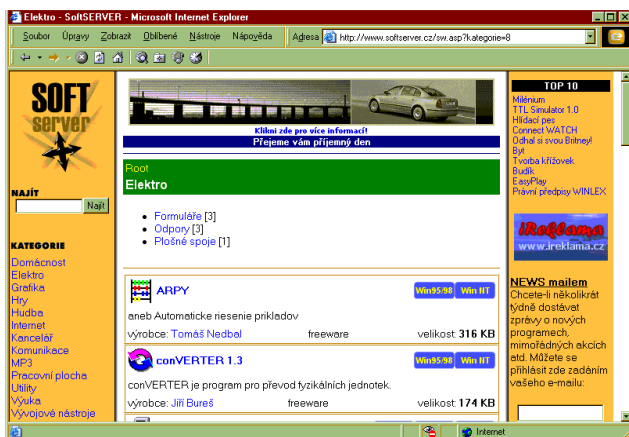 Elektro - SoftSERVER - Microsoft Internet Explorer
Soubor Úpravy Zobrazit Oblíbené Nástroje Nápověda Adresa http://www.softserver.cz/sw.asp?kategorie=8
SOFT
server
NAJÍT
Najít
KATEGORIE
Domácnost
Elektro
Grafika
Hry
Hudba
Internet
Kancelář
Komunikace
MP3
Pracovní plocha
Utility
Výuka
Vývojové nástroje
Klikni zde pro více informací!
Přejeme vám příjemný den
Root
Elektro
Formuláře [3]
Odpory [3]
Plošné spoje [1]
ARPY Win95/98 Win NT
aneb Automaticke riesenie prikladov
výrobce: Tomáš Nedbal freeware velikost: 316 KB
conVERTER 1.3 Win95/98 Win NT
conVERTER je program pro převod fyzikálních jednotek.
výrobce: Jiří Bureš freeware velikost: 174 KB
TOP 10
Milénium
TTL Simulator 1.0
Hlídací pes
Connect WATCH
Odhal si svou Britney!
Byt
Tvorba křížovek
Budík
EasyPlay
Právní předpisy WINLEX
iReklama
www.ireklama.cz
NEWS mailem
Chcete-li několikrát
týdně dostávat
zprávy o nových
programech,
mimořádných akcích
atd. Můžete se
přihlásit zde zadáním
vašeho e-mailu:
Internet